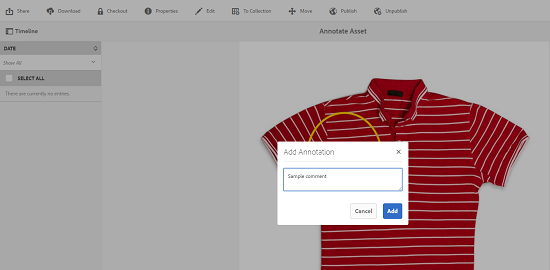 Share Download Checkout Properties Edit To Collection Move Publish Unpublish
Timeline Annotate Asset
DATE
Show All
SELECT ALL
There are currently no entries.
Add Annotation
Sample comment
Cancel Add